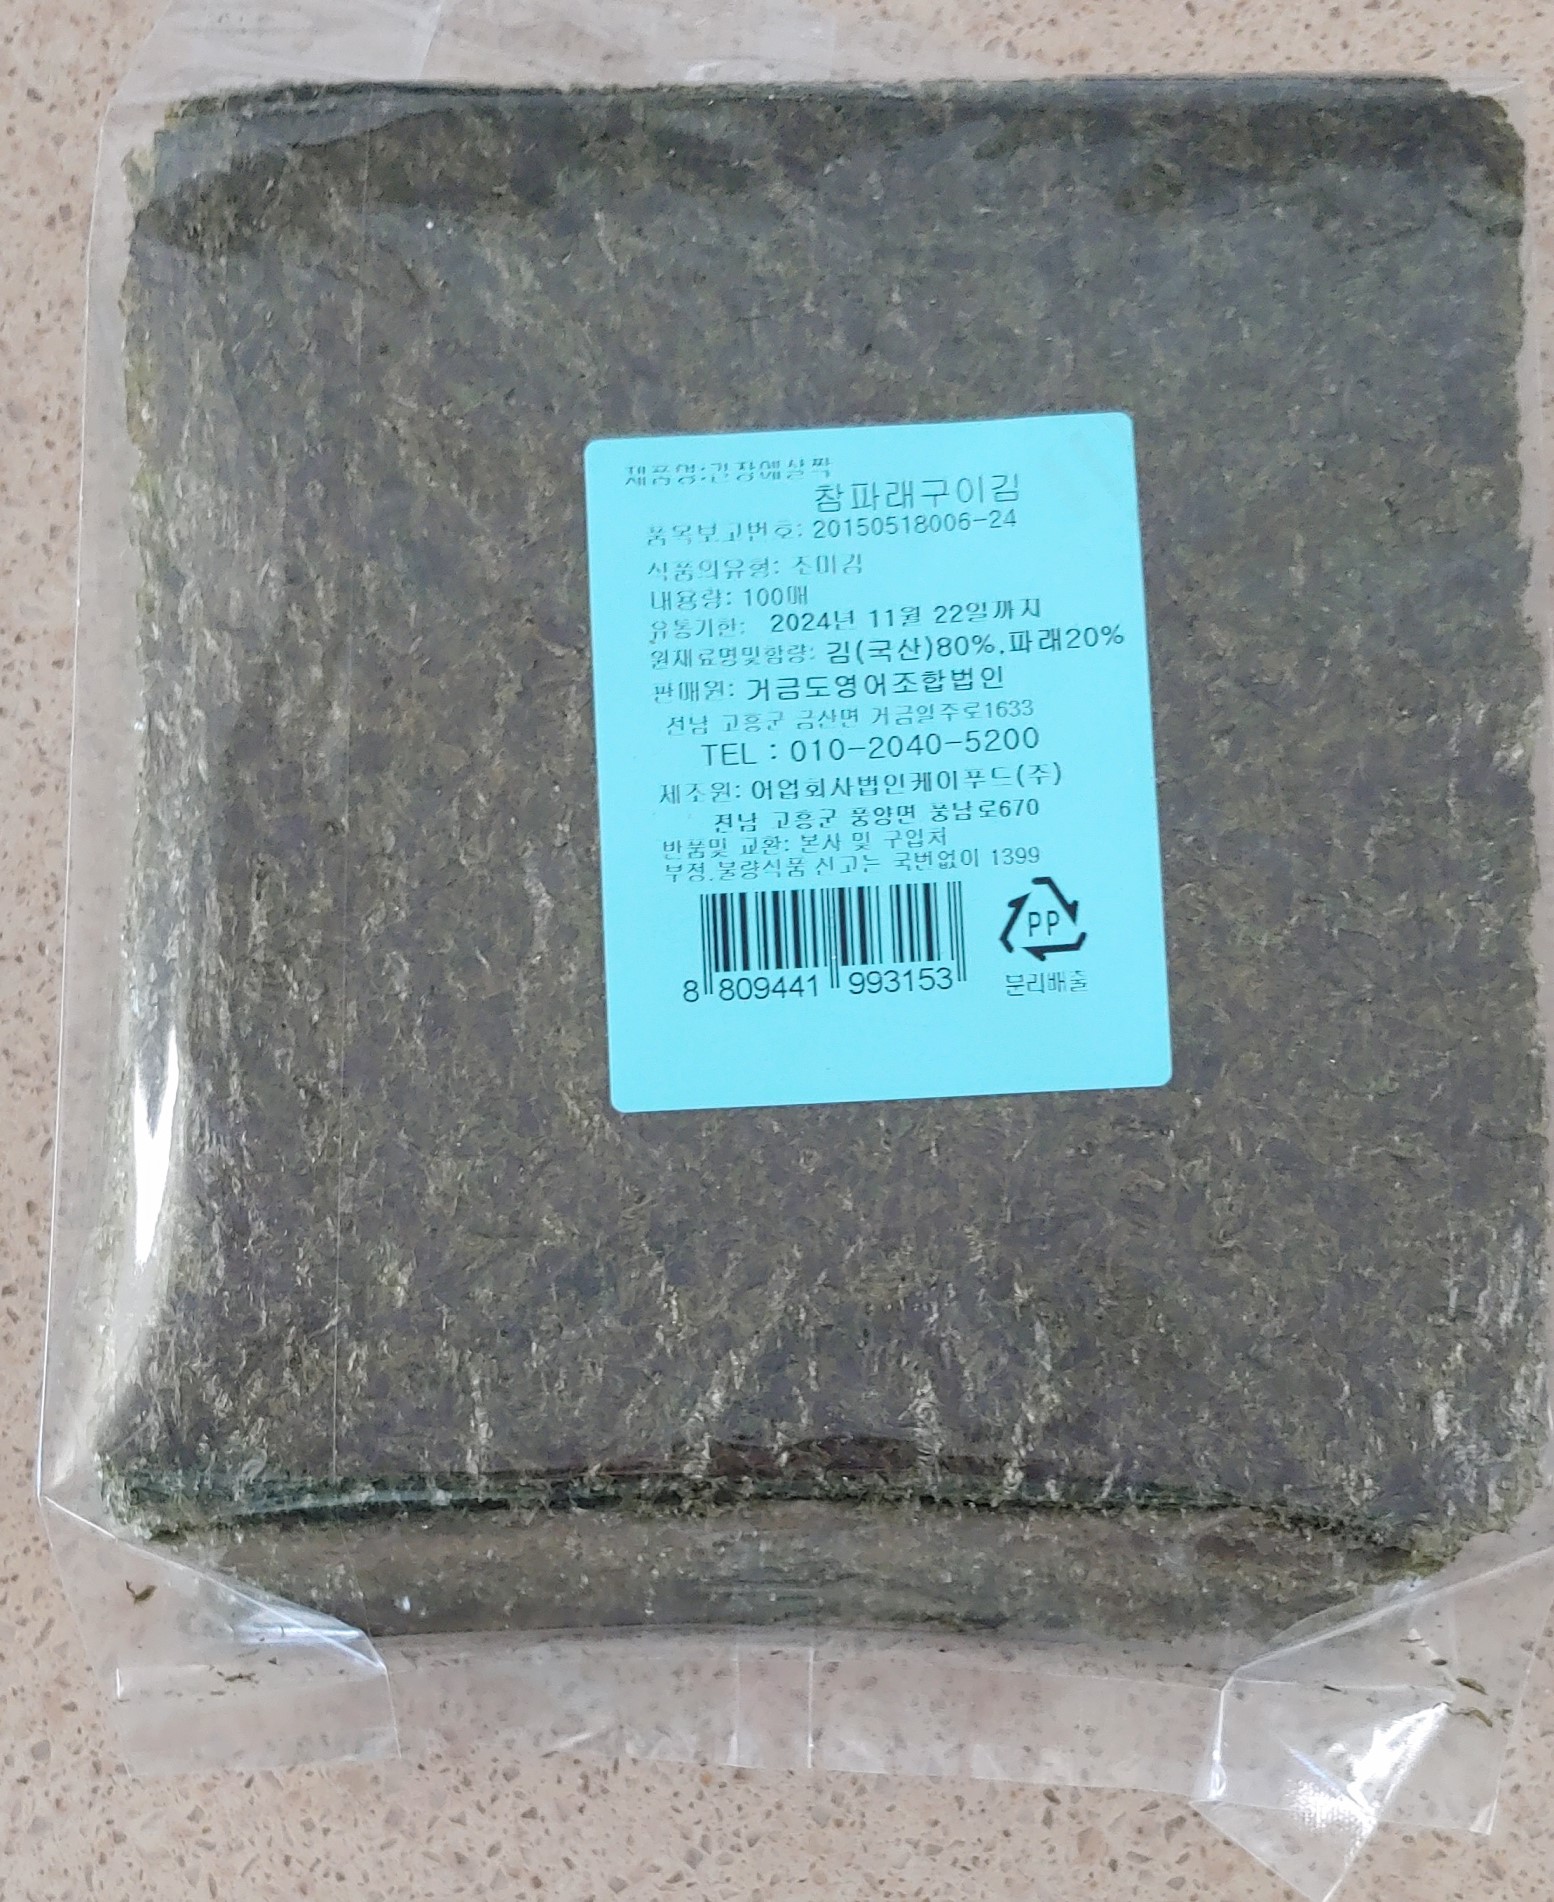 제품명:간장에살짝
참파래구이김
품목보고번호: 20150518006-24
식품의유형: 조미김
내용량: 100매
유통기한: 2024년 11월 22일까지
원재료명및함량: 김(국산)80%,파래20%
판매원: 거금도영어조합법인
전남 고흥군 금산면 거금일주로1633
TEL : 010-2040-5200
제조원: 어업회사법인케이푸드(주)
전남 고흥군 풍양면 풍남로670
반품및 교환: 본사 및 구입처
부정,불량식품 신고는 국번없이 1399
PP
분리배출
8 809441 993153